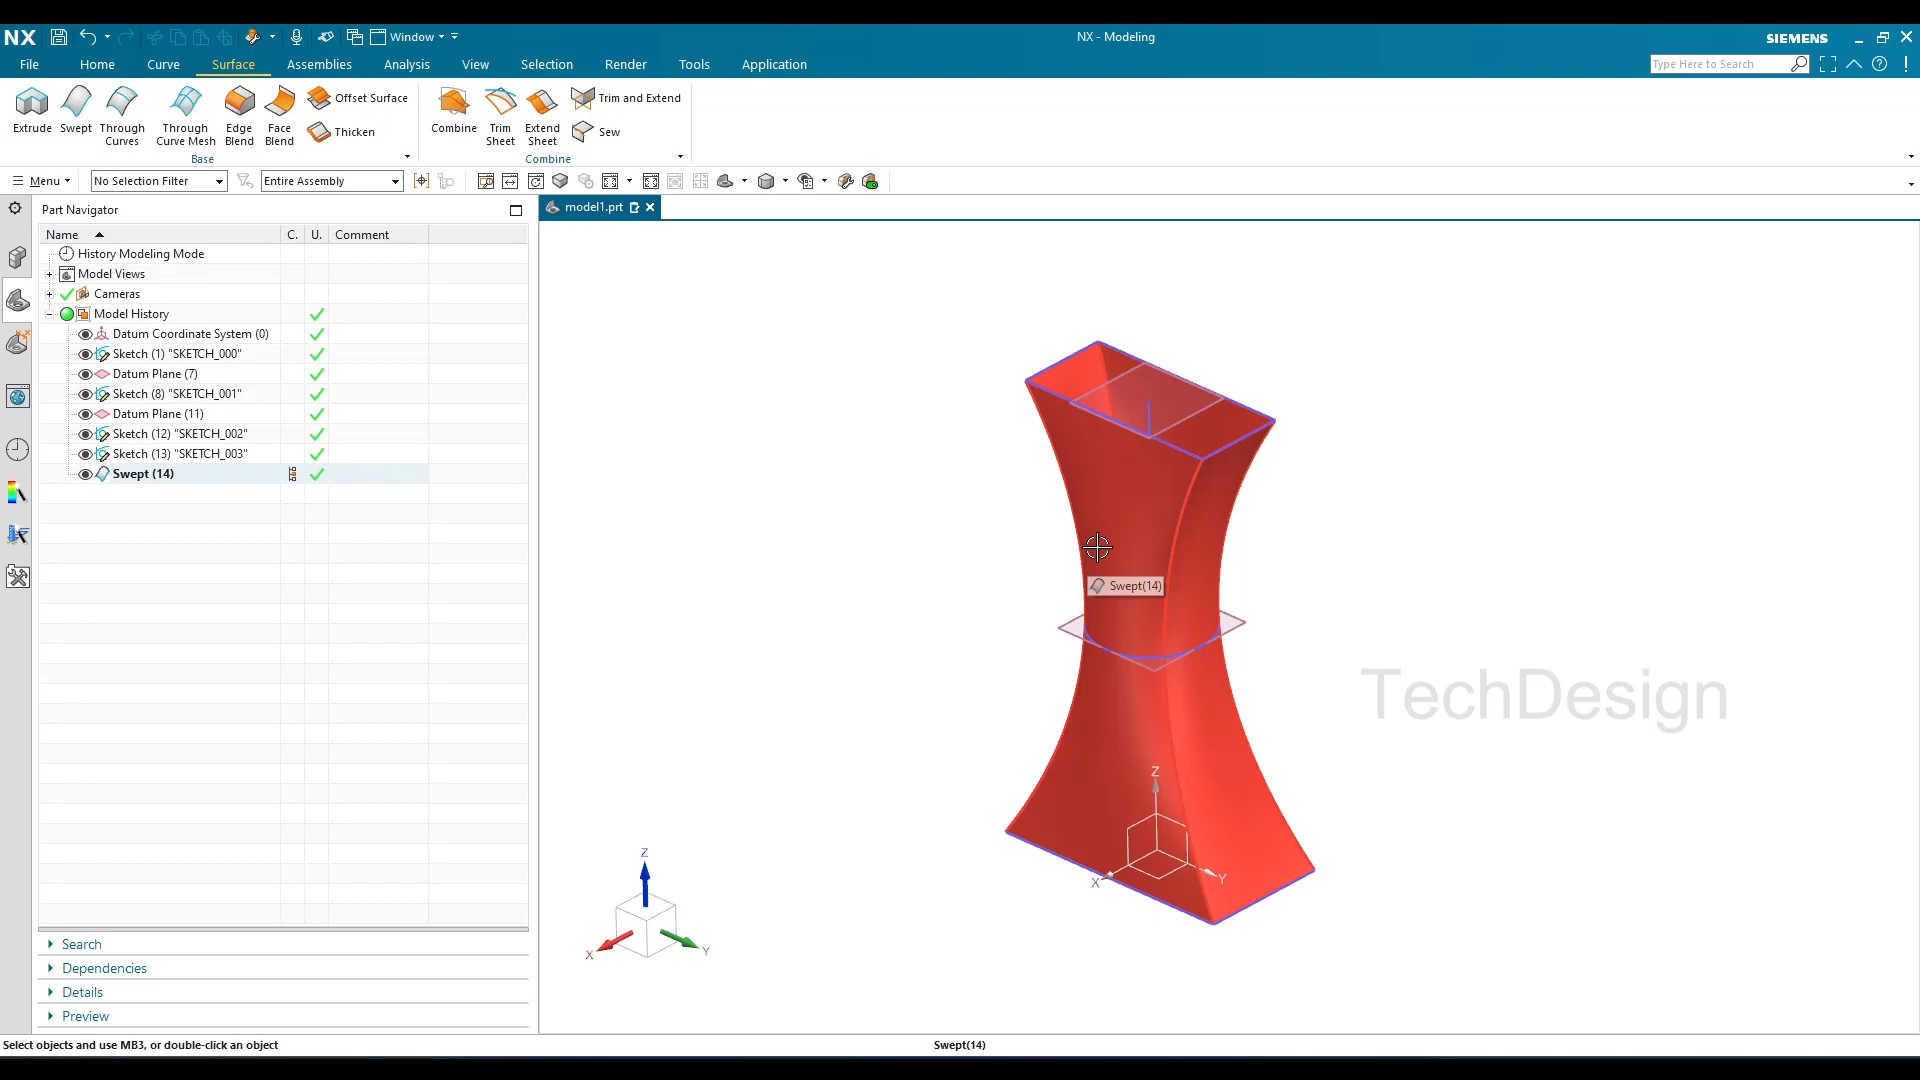 NX
Window
NX - Modeling
SIEMENS
File Home Curve Surface Assemblies Analysis View Selection Render Tools Application
Type Here to Search
Extrude
Swept
Through Curves
Through Curve Mesh
Edge Blend
Face Blend
Offset Surface
Thicken
Base
Combine
Trim Sheet
Extend Sheet
Trim and Extend
Sew
Combine
Menu
No Selection Filter
Entire Assembly
Part Navigator
model1.prt
Name C. U. Comment
History Modeling Mode
Model Views
Cameras
Model History
Datum Coordinate System (0)
Sketch (1) "SKETCH_000"
Datum Plane (7)
Sketch (8) "SKETCH_001"
Datum Plane (11)
Sketch (12) "SKETCH_002"
Sketch (13) "SKETCH_003"
Swept (14)
Swept(14)
TechDesign
Z
X
Y
Z
X
Y
Search
Dependencies
Details
Preview
Select objects and use MB3, or double-click an object
Swept(14)